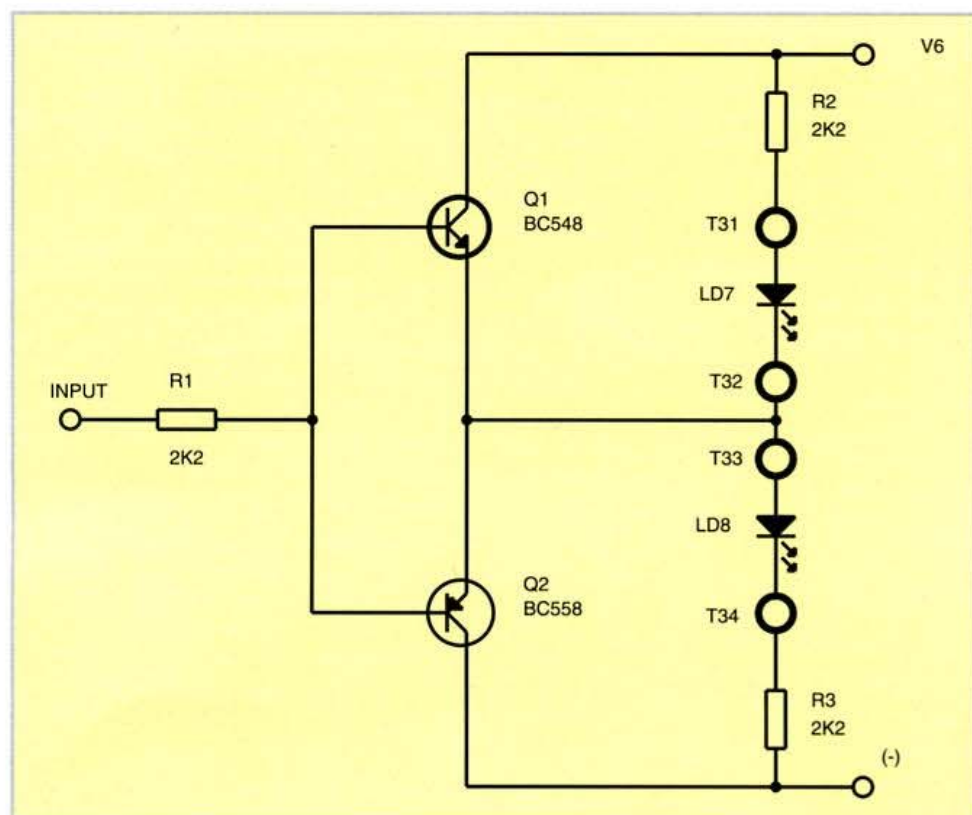 V6
R2
2K2
Q1
BC548
T31
LD7
T32
INPUT
R1
2K2
T33
LD8
Q2
BC558
T34
R3
2K2
(-)